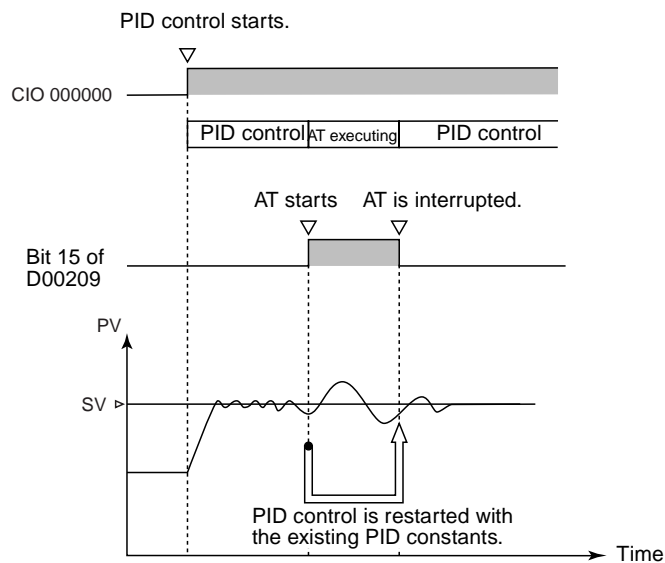 PID control starts.
CIO 000000
PID control
AT executing
PID control
AT starts
AT is interrupted.
Bit 15 of
D00209
PV
SV
PID control is restarted with
the existing PID constants.
Time